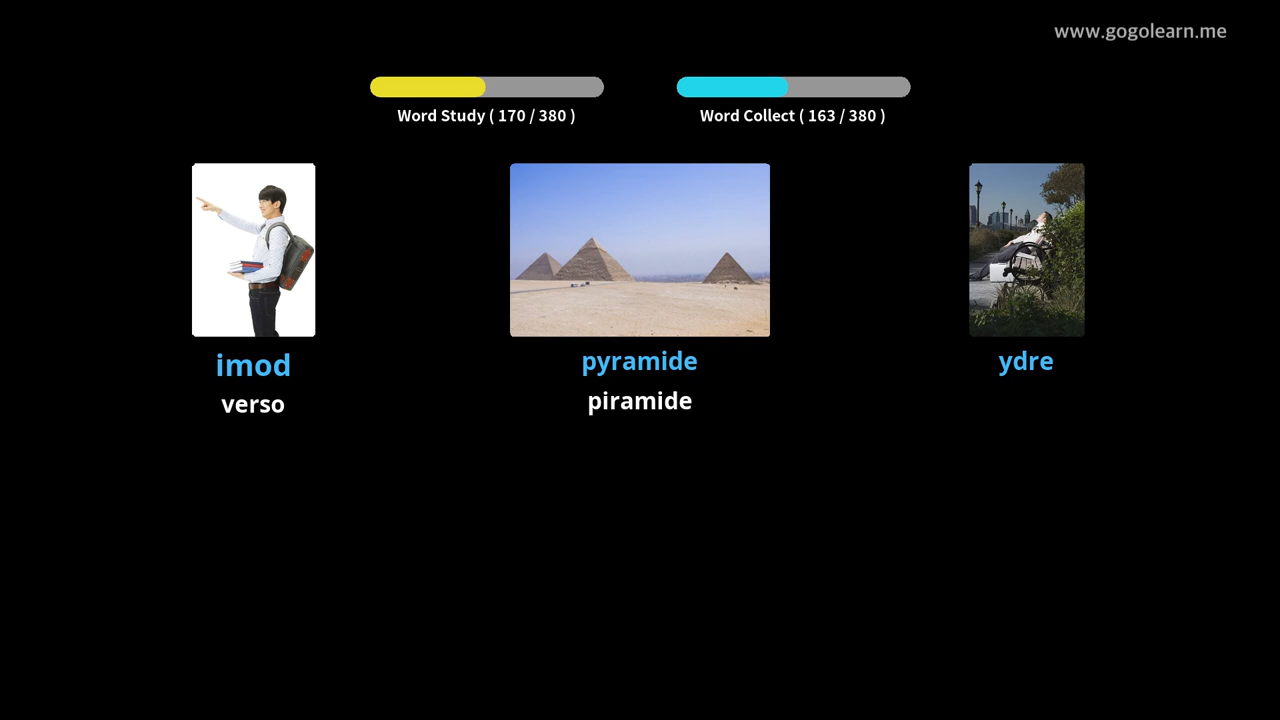 www.gogolearn.me
Word Study ( 170 / 380 )
Word Collect ( 163 / 380 )
imod
verso
pyramide
piramide
ydre